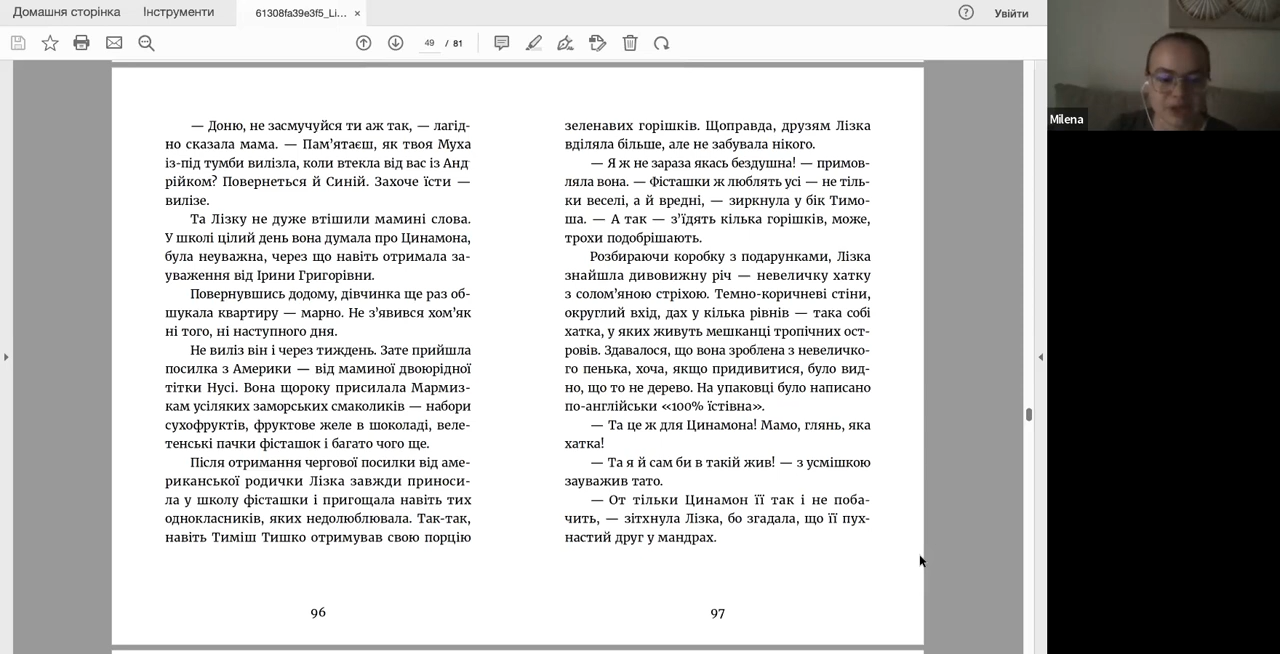 Домашня сторінка
Інструменти
61308fa39e3f5_Li...
×
?
Увійти
49 / 81
— Доню, не засмучуйся ти аж так, — лагід-
но сказала мама. — Пам’ятаєш, як твоя Муха
із-під тумби вилізла, коли втекла від вас із Анд
рійком? Повернеться й Синій. Захоче їсти —
вилізе.
Та Лізку не дуже втішили мамині слова.
У школі цілий день вона думала про Цинамона,
була неуважна, через що навіть отримала за-
уваження від Ірини Григорівни.
Повернувшись додому, дівчинка ще раз об-
шукала квартиру — марно. Не з’явився хом’як
ні того, ні наступного дня.
Не виліз він і через тиждень. Зате прийшла
посилка з Америки — від маминої двоюрідної
тітки Нусі. Вона щороку присилала Мармиз-
кам усіляких заморських смаколиків — набори
сухофруктів, фруктове желе в шоколаді, веле-
тенські пачки фісташок і багато чого ще.
Після отримання чергової посилки від аме-
риканської родички Лізка завжди приноси-
ла у школу фісташки і пригощала навіть тих
однокласників, яких недолюблювала. Так-так,
навіть Тиміш Тишко отримував свою порцію
96
зеленавих горішків. Щоправда, друзям Лізка
вділяла більше, але не забувала нікого.
— Я ж не зараза якась бездушна! — примов-
ляла вона. — Фісташки ж люблять усі — не тіль-
ки веселі, а й вредні, — зиркнула у бік Тимо-
ша. — А так — з’їдять кілька горішків, може,
трохи подобрішають.
Розбираючи коробку з подарунками, Лізка
знайшла дивовижну річ — невеличку хатку
з солом’яною стріхою. Темно-коричневі стіни,
округлий вхід, дах у кілька рівнів — така собі
хатка, у яких живуть мешканці тропічних ост-
ровів. Здавалося, що вона зроблена з невеличко-
го пенька, хоча, якщо придивитися, було вид-
но, що то не дерево. На упаковці було написано
по-англійськи «100% їстівна».
— Та це ж для Цинамона! Мамо, глянь, яка
хатка!
— Та я й сам би в такій жив! — з усмішкою
зауважив тато.
— От тільки Цинамон її так і не поба-
чить, — зітхнула Лізка, бо згадала, що її пух-
настий друг у мандрах.
97
Milena